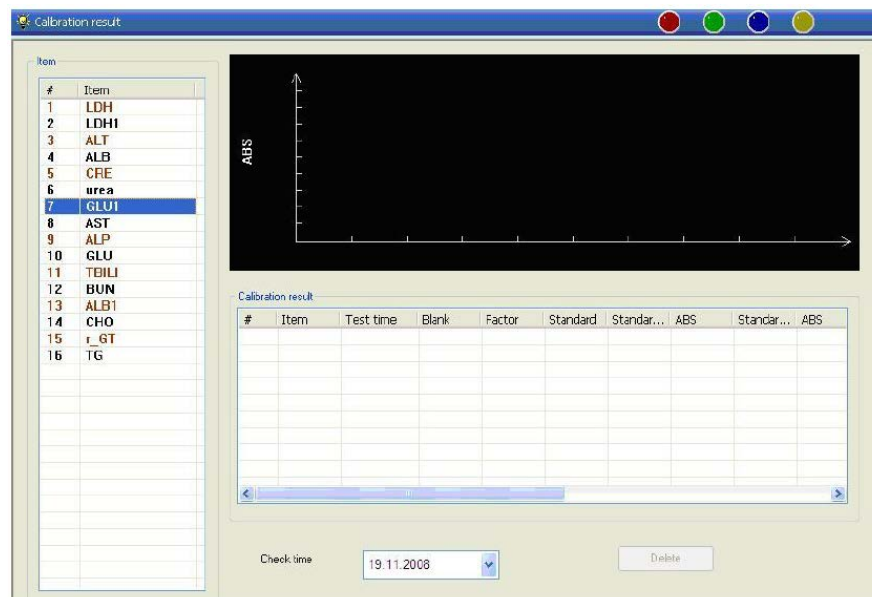 Calibration result
Item
# Item
1 LDH
2 LDH1
3 ALT
4 ALB
5 CRE
6 urea
7 GLU1
8 AST
9 ALP
10 GLU
11 TBILI
12 BUN
13 ALB1
14 CHO
15 r_GT
16 TG
ABS
Calibration result
# Item Test time Blank Factor Standard Standar... ABS Standar... ABS
Check time 19.11.2008 Delete